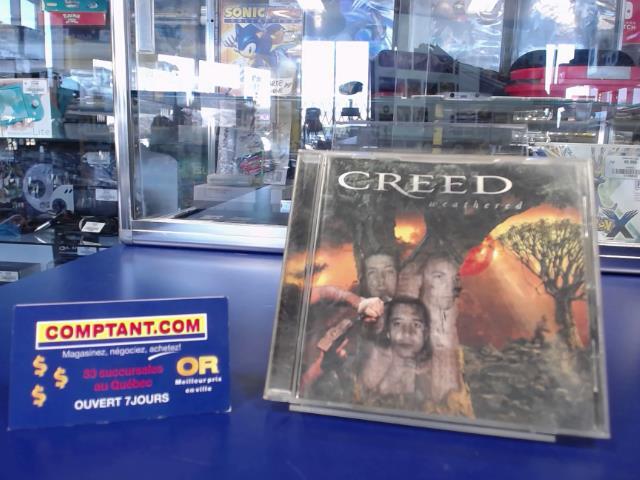 SONIC
Lite
CREED
weathered
COMPTANT.COM
Magasinez, négociez, achetez!
33 succursales
au Québec
OR
Meilleur prix
en ville
OUVERT 7JOURS